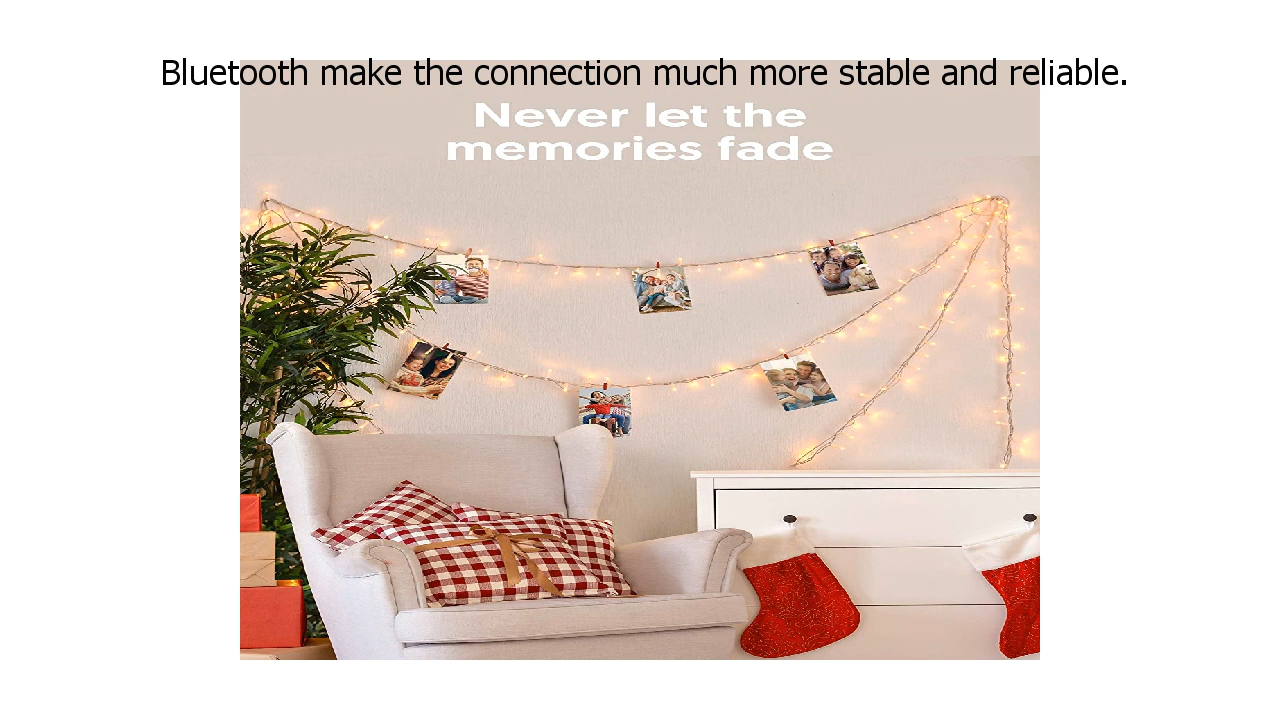 Bluetooth make the connection much more stable and reliable.
Never let the
memories fade